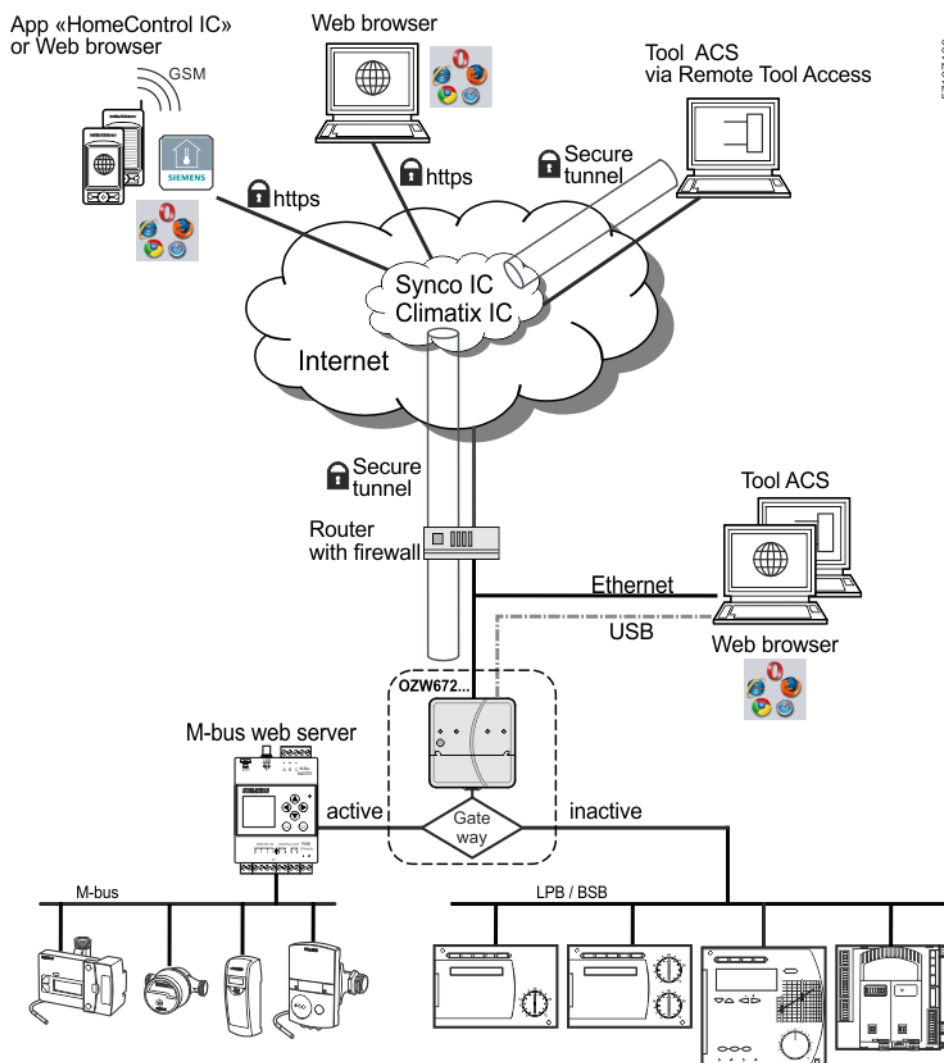 App «HomeControl IC»
or Web browser
GSM
SIEMENS
https
Web browser
https
Tool ACS
via Remote Tool Access
Secure
tunnel
Synco IC
Climatix IC
Internet
Secure
tunnel
Router
with firewall
Tool ACS
Ethernet
USB
Web browser
OZW672...
M-bus web server
SIEMENS
active
Gate
way
inactive
M-bus
LPB / BSB